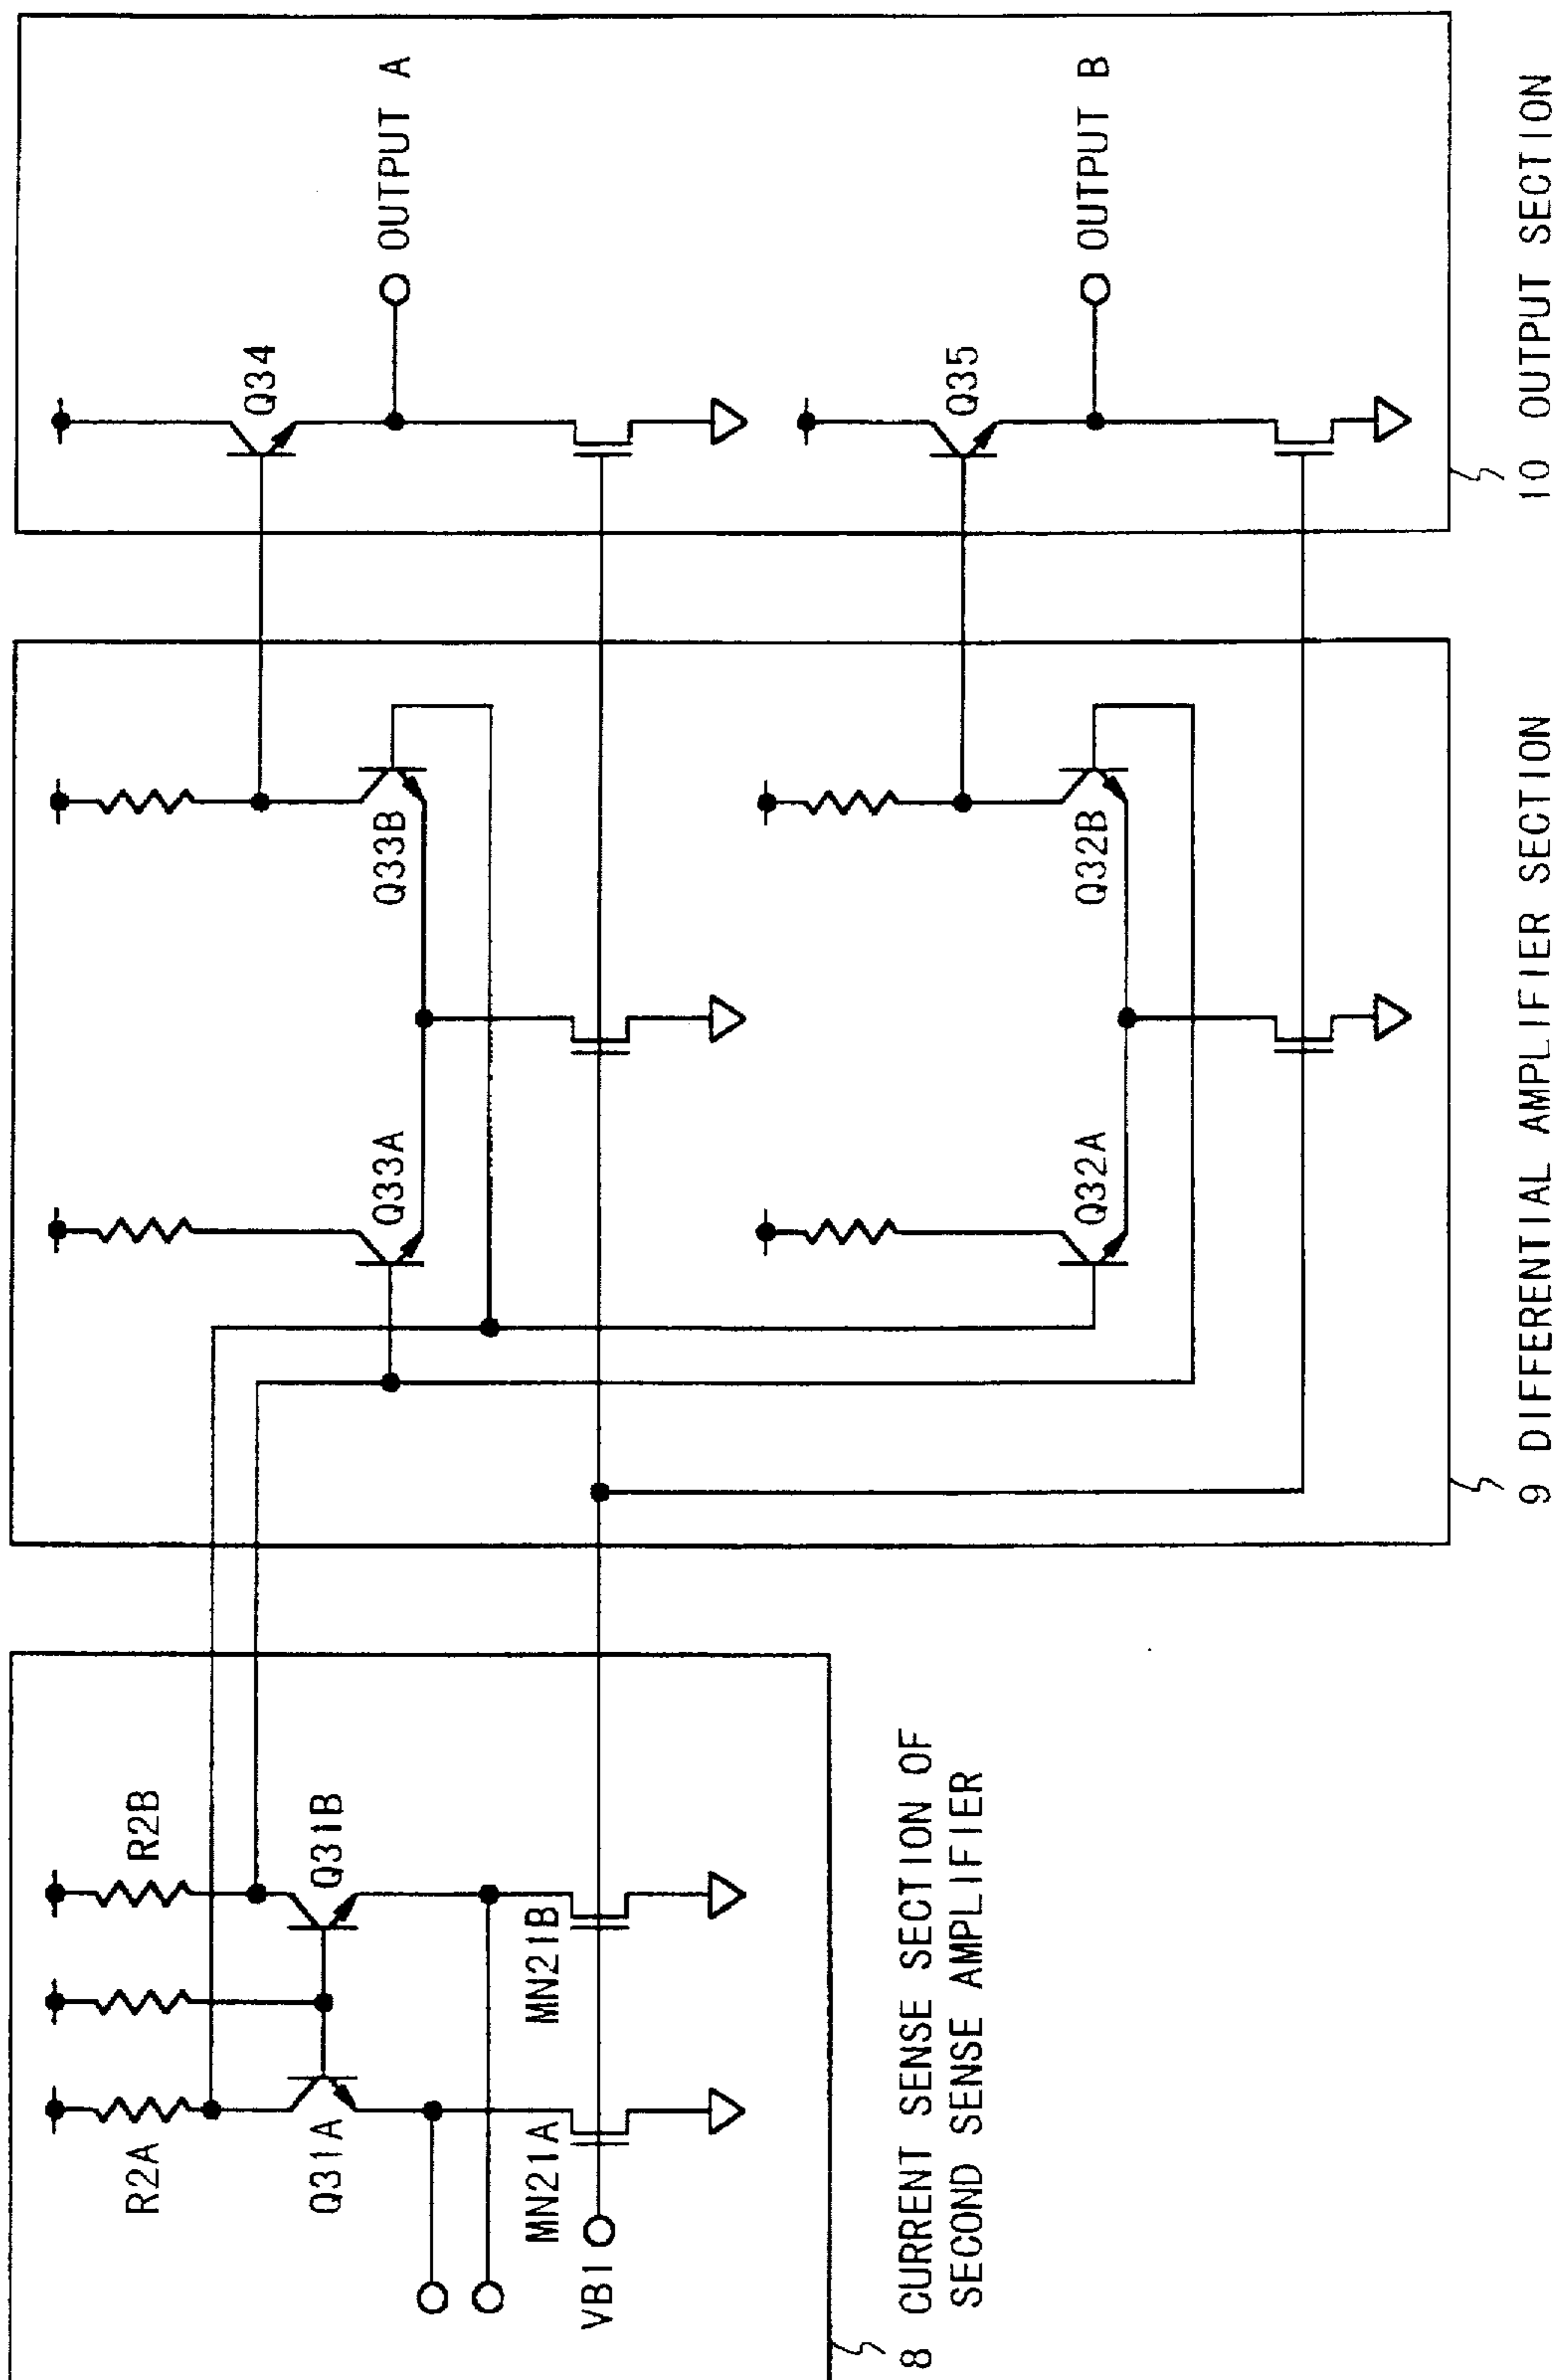 R2A
R2B
Q31A
Q31B
MN21A
MN21B
VB1
8 CURRENT SENSE SECTION OF
SECOND SENSE AMPLIFIER
Q33A
Q33B
Q32A
Q32B
9 DIFFERENTIAL AMPLIFIER SECTION
Q34
OUTPUT A
Q35
OUTPUT B
10 OUTPUT SECTION